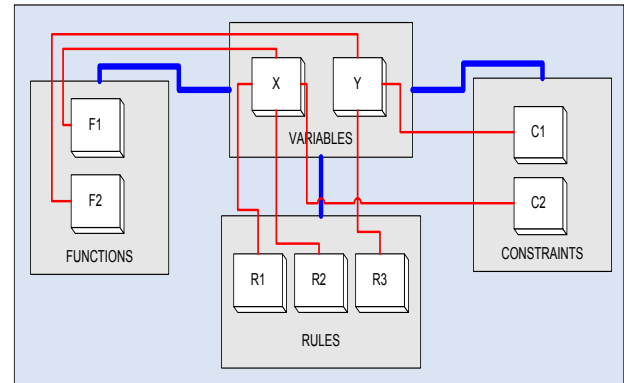 X Y
VARIABLES
F1
F2
FUNCTIONS
C1
C2
CONSTRAINTS
R1 R2 R3
RULES